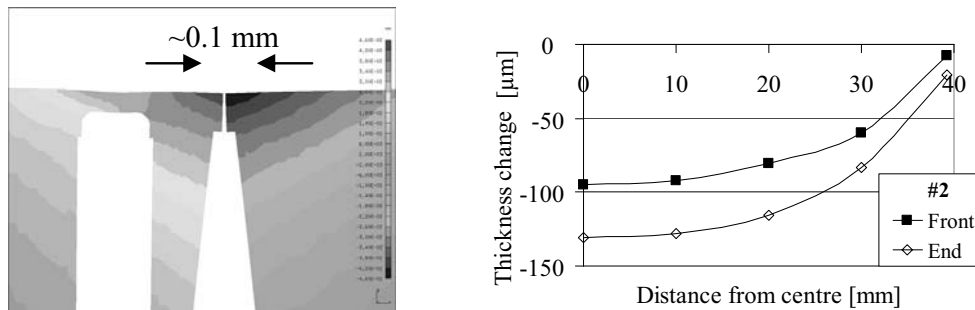 ~0.1 mm
Thickness change [µm]
0
-50
-100
-150
0 10 20 30 40
#2
Front
End
Distance from centre [mm]